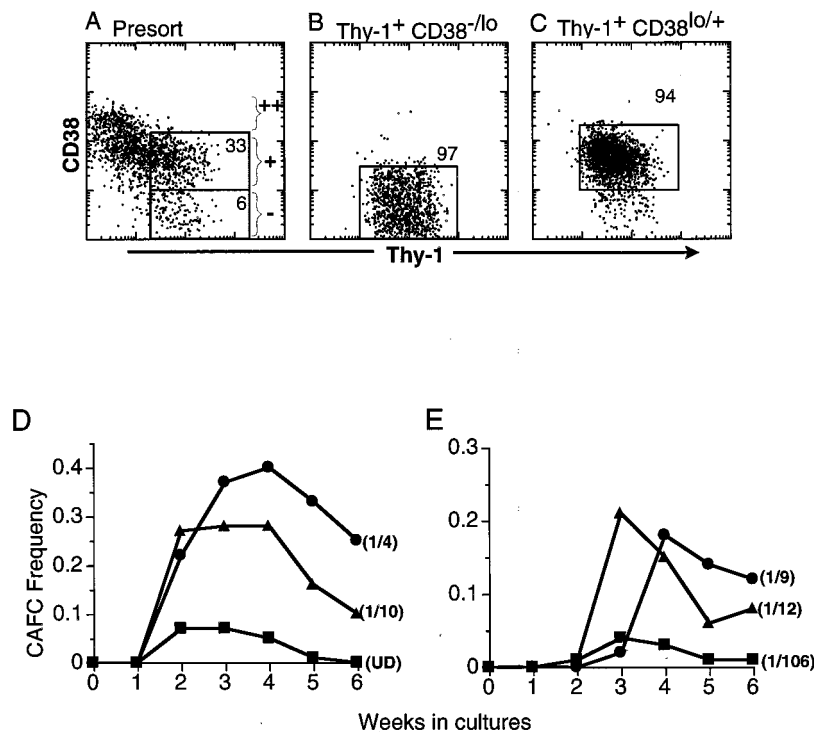 A Presort
B Thy-1+ CD38-/lo
C Thy-1+ CD38lo/+
CD38
++
+
-
33
6
97
94
Thy-1
D
CAFC Frequency
0.4
0.3
0.2
0.1
0
0 1 2 3 4 5 6
(1/4)
(1/10)
(UD)
E
0.3
0.2
0.1
0
0 1 2 3 4 5 6
(1/9)
(1/12)
(1/106)
Weeks in cultures